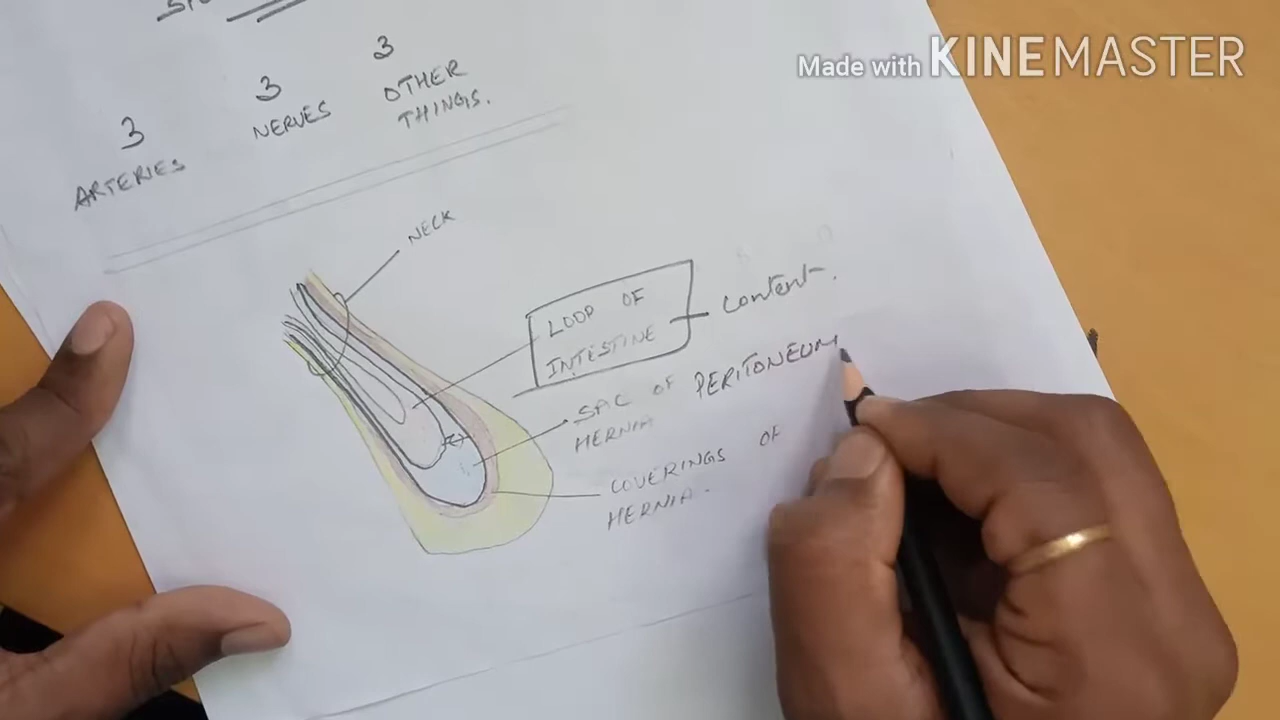 Made with KINEMASTER
3
ARTERIES
3
NERVES
3
OTHER
THINGS.
NECK
LOOP OF
INTESTINE
content.
SAC OF PERITONEUM
HERNIA
COVERINGS OF
HERNIA.